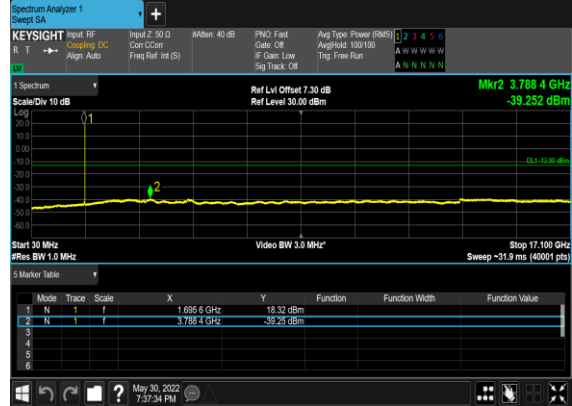 Spectrum Analyzer 1
Swept SA
KEYSIGHT Input: RF Input Z: 50 Ω #Atten: 40 dB PNO: Fast Avg Type: Power (RMS) 1 2 3 4 5 6
R T Coupling: DC Corr CCorr Gate: Off Avg|Hold: 100/100 A W W W W W
Align: Auto Freq Ref: Int (S) IF Gain: Low Trig: Free Run
Sig Track: Off A N N N N N
1 Spectrum Ref Lvl Offset 7.30 dB Mkr2 3.788 4 GHz
Scale/Div 10 dB Ref Level 30.00 dBm -39.252 dBm
Log
20.0
10.0
0.00
-10.0
-20.0
-30.0
-40.0
-50.0
-60.0
1
DL1 -13.00 dBm
2
Start 30 MHz Video BW 3.0 MHz* Stop 17.100 GHz
#Res BW 1.0 MHz Sweep ~31.9 ms (40001 pts)
5 Marker Table
Mode Trace Scale X Y Function Function Width Function Value
1 N 1 f 1.695 6 GHz 18.32 dBm
2 N 1 f 3.788 4 GHz -39.25 dBm
3
4
5
6
? May 30, 2022
7:37:34 PM